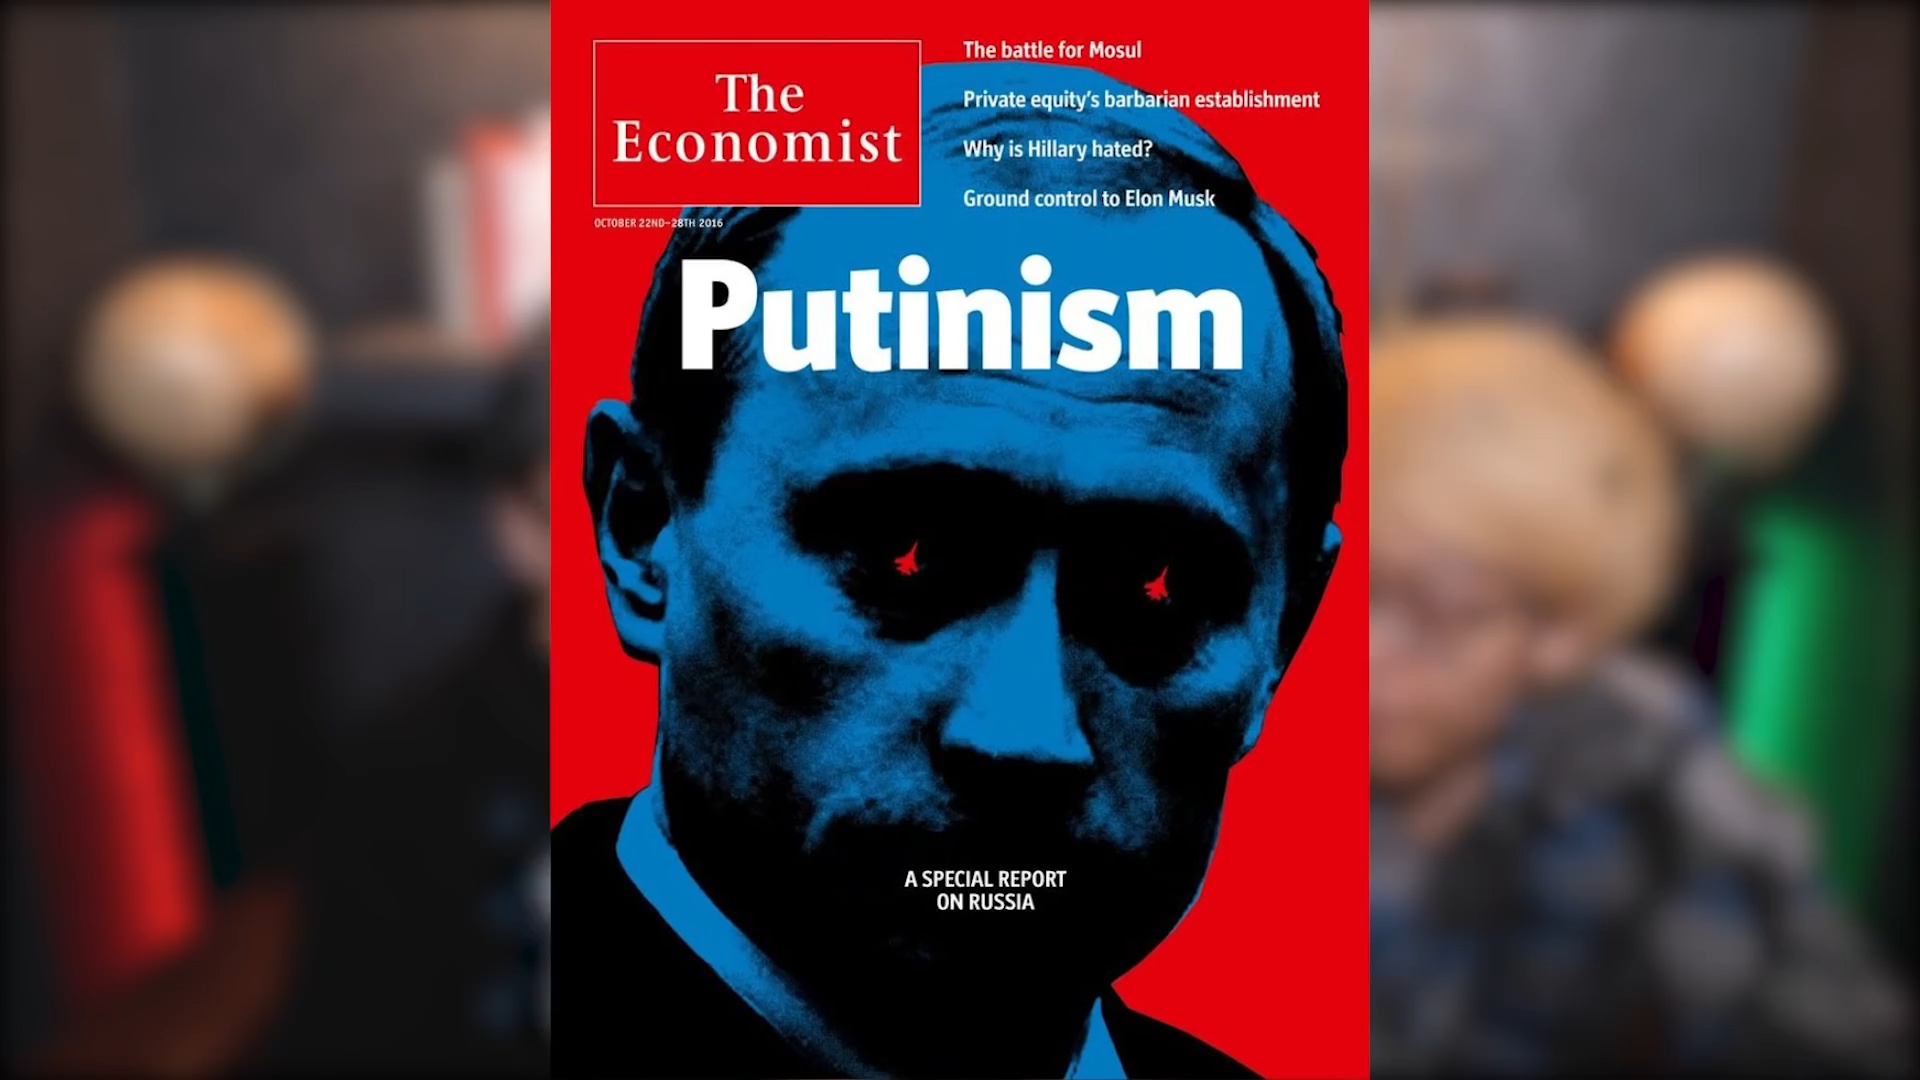 The
Economist
OCTOBER 22ND–28TH 2016
The battle for Mosul
Private equity's barbarian establishment
Why is Hillary hated?
Ground control to Elon Musk
Putinism
A SPECIAL REPORT
ON RUSSIA